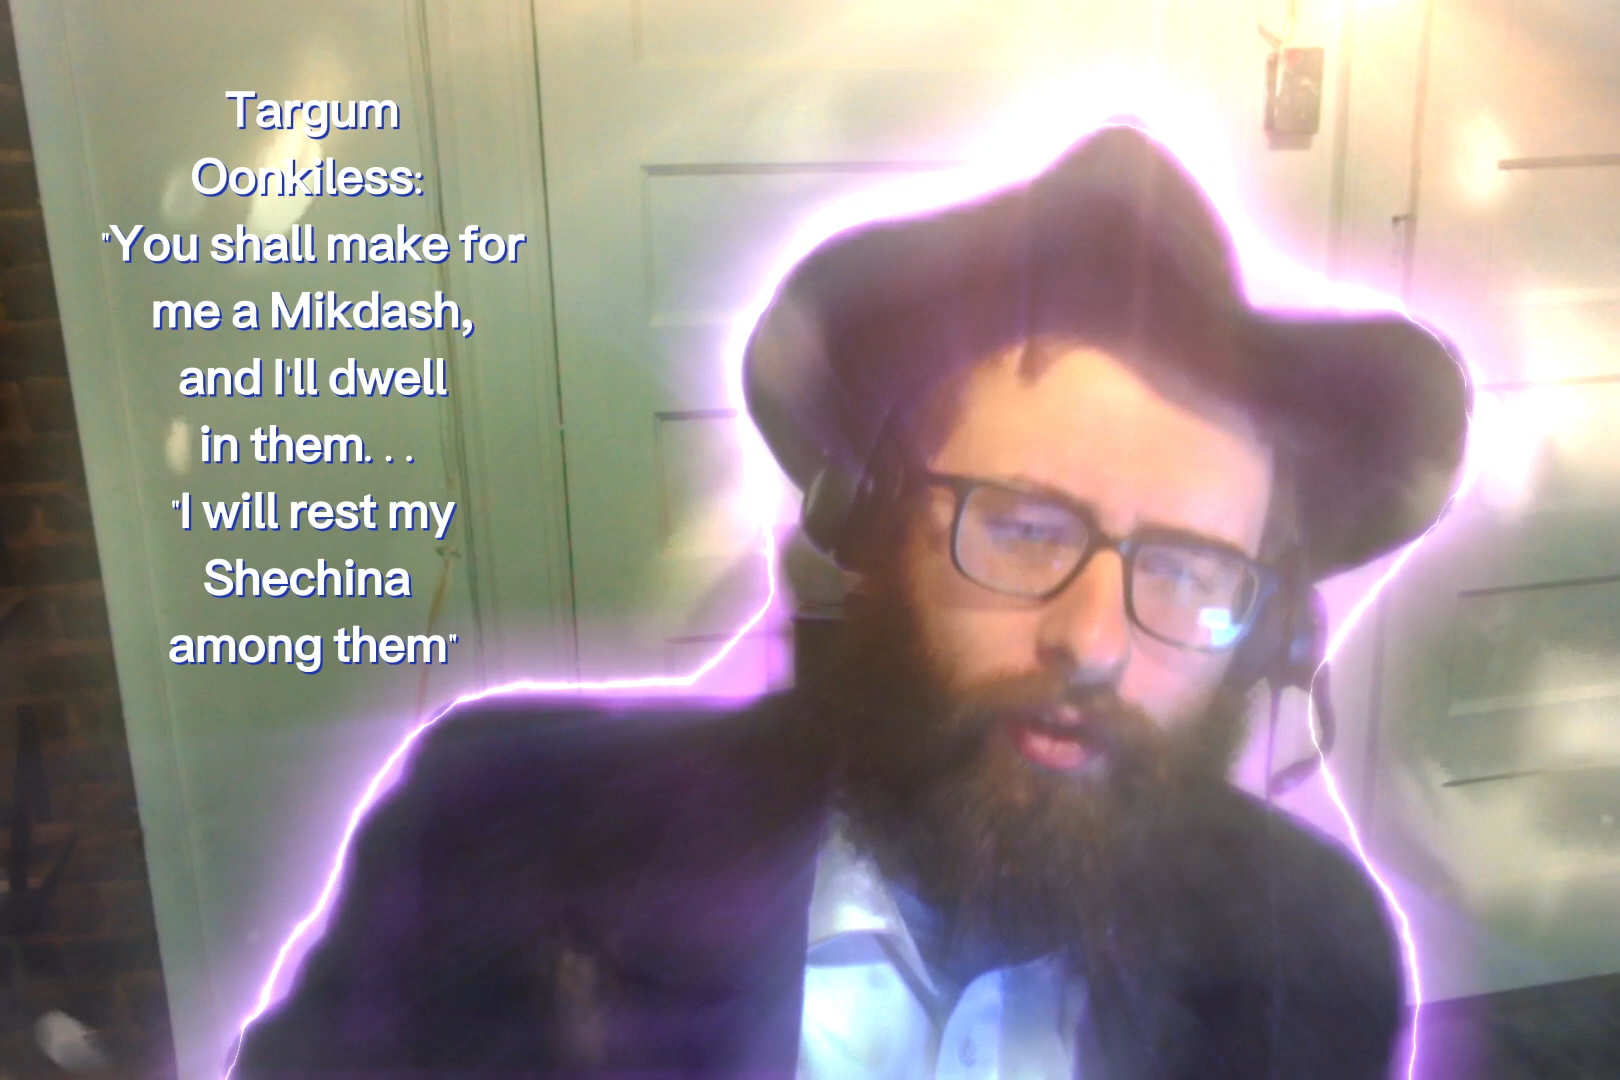 Targum
Oonkiless:
"You shall make for
me a Mikdash,
and I'll dwell
in them. . .
"I will rest my
Shechina
among them"